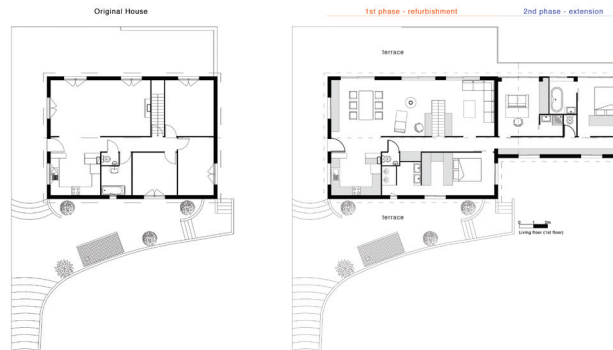 Original House
1st phase - refurbishment
2nd phase - extension
terrace
terrace
Living floor (1st floor)